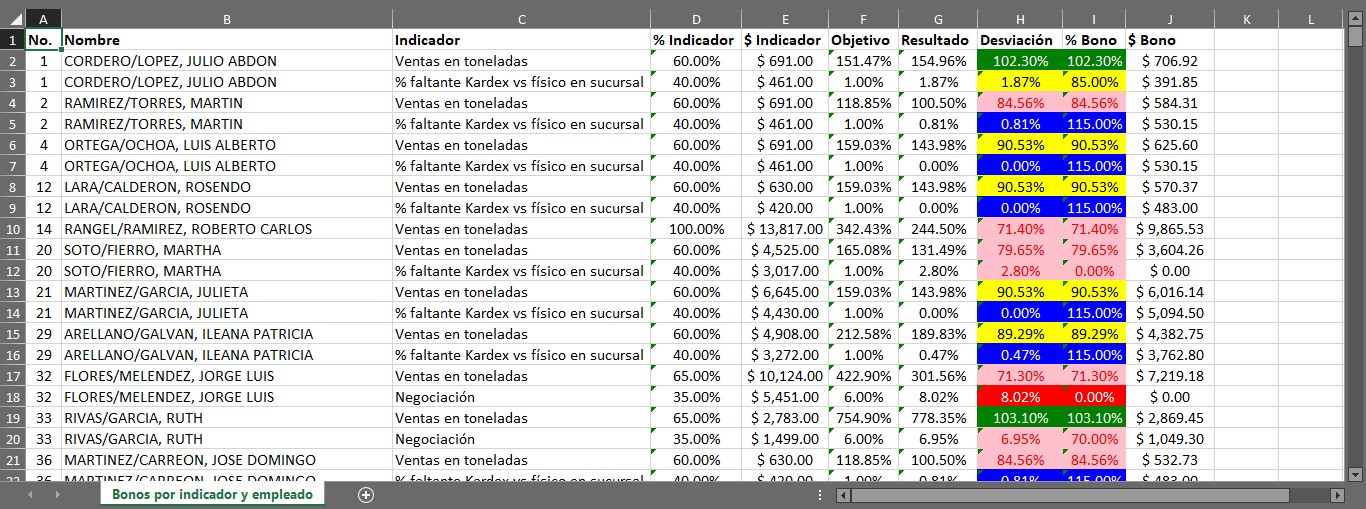 A B C D E F G H I J K L
1 No. Nombre Indicador % Indicador $ Indicador Objetivo Resultado Desviación % Bono $ Bono
2 1 CORDERO/LOPEZ, JULIO ABDON Ventas en toneladas 60.00% $ 691.00 151.47% 154.96% 102.30% 102.30% $ 706.92
3 1 CORDERO/LOPEZ, JULIO ABDON % faltante Kardex vs físico en sucursal 40.00% $ 461.00 1.00% 1.87% 1.87% 85.00% $ 391.85
4 2 RAMIREZ/TORRES, MARTIN Ventas en toneladas 60.00% $ 691.00 118.85% 100.50% 84.56% 84.56% $ 584.31
5 2 RAMIREZ/TORRES, MARTIN % faltante Kardex vs físico en sucursal 40.00% $ 461.00 1.00% 0.81% 0.81% 115.00% $ 530.15
6 4 ORTEGA/OCHOA, LUIS ALBERTO Ventas en toneladas 60.00% $ 691.00 159.03% 143.98% 90.53% 90.53% $ 625.60
7 4 ORTEGA/OCHOA, LUIS ALBERTO % faltante Kardex vs físico en sucursal 40.00% $ 461.00 1.00% 0.00% 0.00% 115.00% $ 530.15
8 12 LARA/CALDERON, ROSENDO Ventas en toneladas 60.00% $ 630.00 159.03% 143.98% 90.53% 90.53% $ 570.37
9 12 LARA/CALDERON, ROSENDO % faltante Kardex vs físico en sucursal 40.00% $ 420.00 1.00% 0.00% 0.00% 115.00% $ 483.00
10 14 RANGEL/RAMIREZ, ROBERTO CARLOS Ventas en toneladas 100.00% $ 13,817.00 342.43% 244.50% 71.40% 71.40% $ 9,865.53
11 20 SOTO/FIERRO, MARTHA Ventas en toneladas 60.00% $ 4,525.00 165.08% 131.49% 79.65% 79.65% $ 3,604.26
12 20 SOTO/FIERRO, MARTHA % faltante Kardex vs físico en sucursal 40.00% $ 3,017.00 1.00% 2.80% 2.80% 0.00% $ 0.00
13 21 MARTINEZ/GARCIA, JULIETA Ventas en toneladas 60.00% $ 6,645.00 159.03% 143.98% 90.53% 90.53% $ 6,016.14
14 21 MARTINEZ/GARCIA, JULIETA % faltante Kardex vs físico en sucursal 40.00% $ 4,430.00 1.00% 0.00% 0.00% 115.00% $ 5,094.50
15 29 ARELLANO/GALVAN, ILEANA PATRICIA Ventas en toneladas 60.00% $ 4,908.00 212.58% 189.83% 89.29% 89.29% $ 4,382.75
16 29 ARELLANO/GALVAN, ILEANA PATRICIA % faltante Kardex vs físico en sucursal 40.00% $ 3,272.00 1.00% 0.47% 0.47% 115.00% $ 3,762.80
17 32 FLORES/MELENDEZ, JORGE LUIS Ventas en toneladas 65.00% $ 10,124.00 422.90% 301.56% 71.30% 71.30% $ 7,219.18
18 32 FLORES/MELENDEZ, JORGE LUIS Negociación 35.00% $ 5,451.00 6.00% 8.02% 8.02% 0.00% $ 0.00
19 33 RIVAS/GARCIA, RUTH Ventas en toneladas 65.00% $ 2,783.00 754.90% 778.35% 103.10% 103.10% $ 2,869.45
20 33 RIVAS/GARCIA, RUTH Negociación 35.00% $ 1,499.00 6.00% 6.95% 6.95% 70.00% $ 1,049.30
21 36 MARTINEZ/CARREON, JOSE DOMINGO Ventas en toneladas 60.00% $ 630.00 118.85% 100.50% 84.56% 84.56% $ 532.73
22 36 MARTINEZ/CARREON, JOSE DOMINGO % faltante Kardex vs físico en sucursal 40.00% $ 420.00 1.00% 0.81% 0.81% 115.00% $ 483.00
Bonos por indicador y empleado